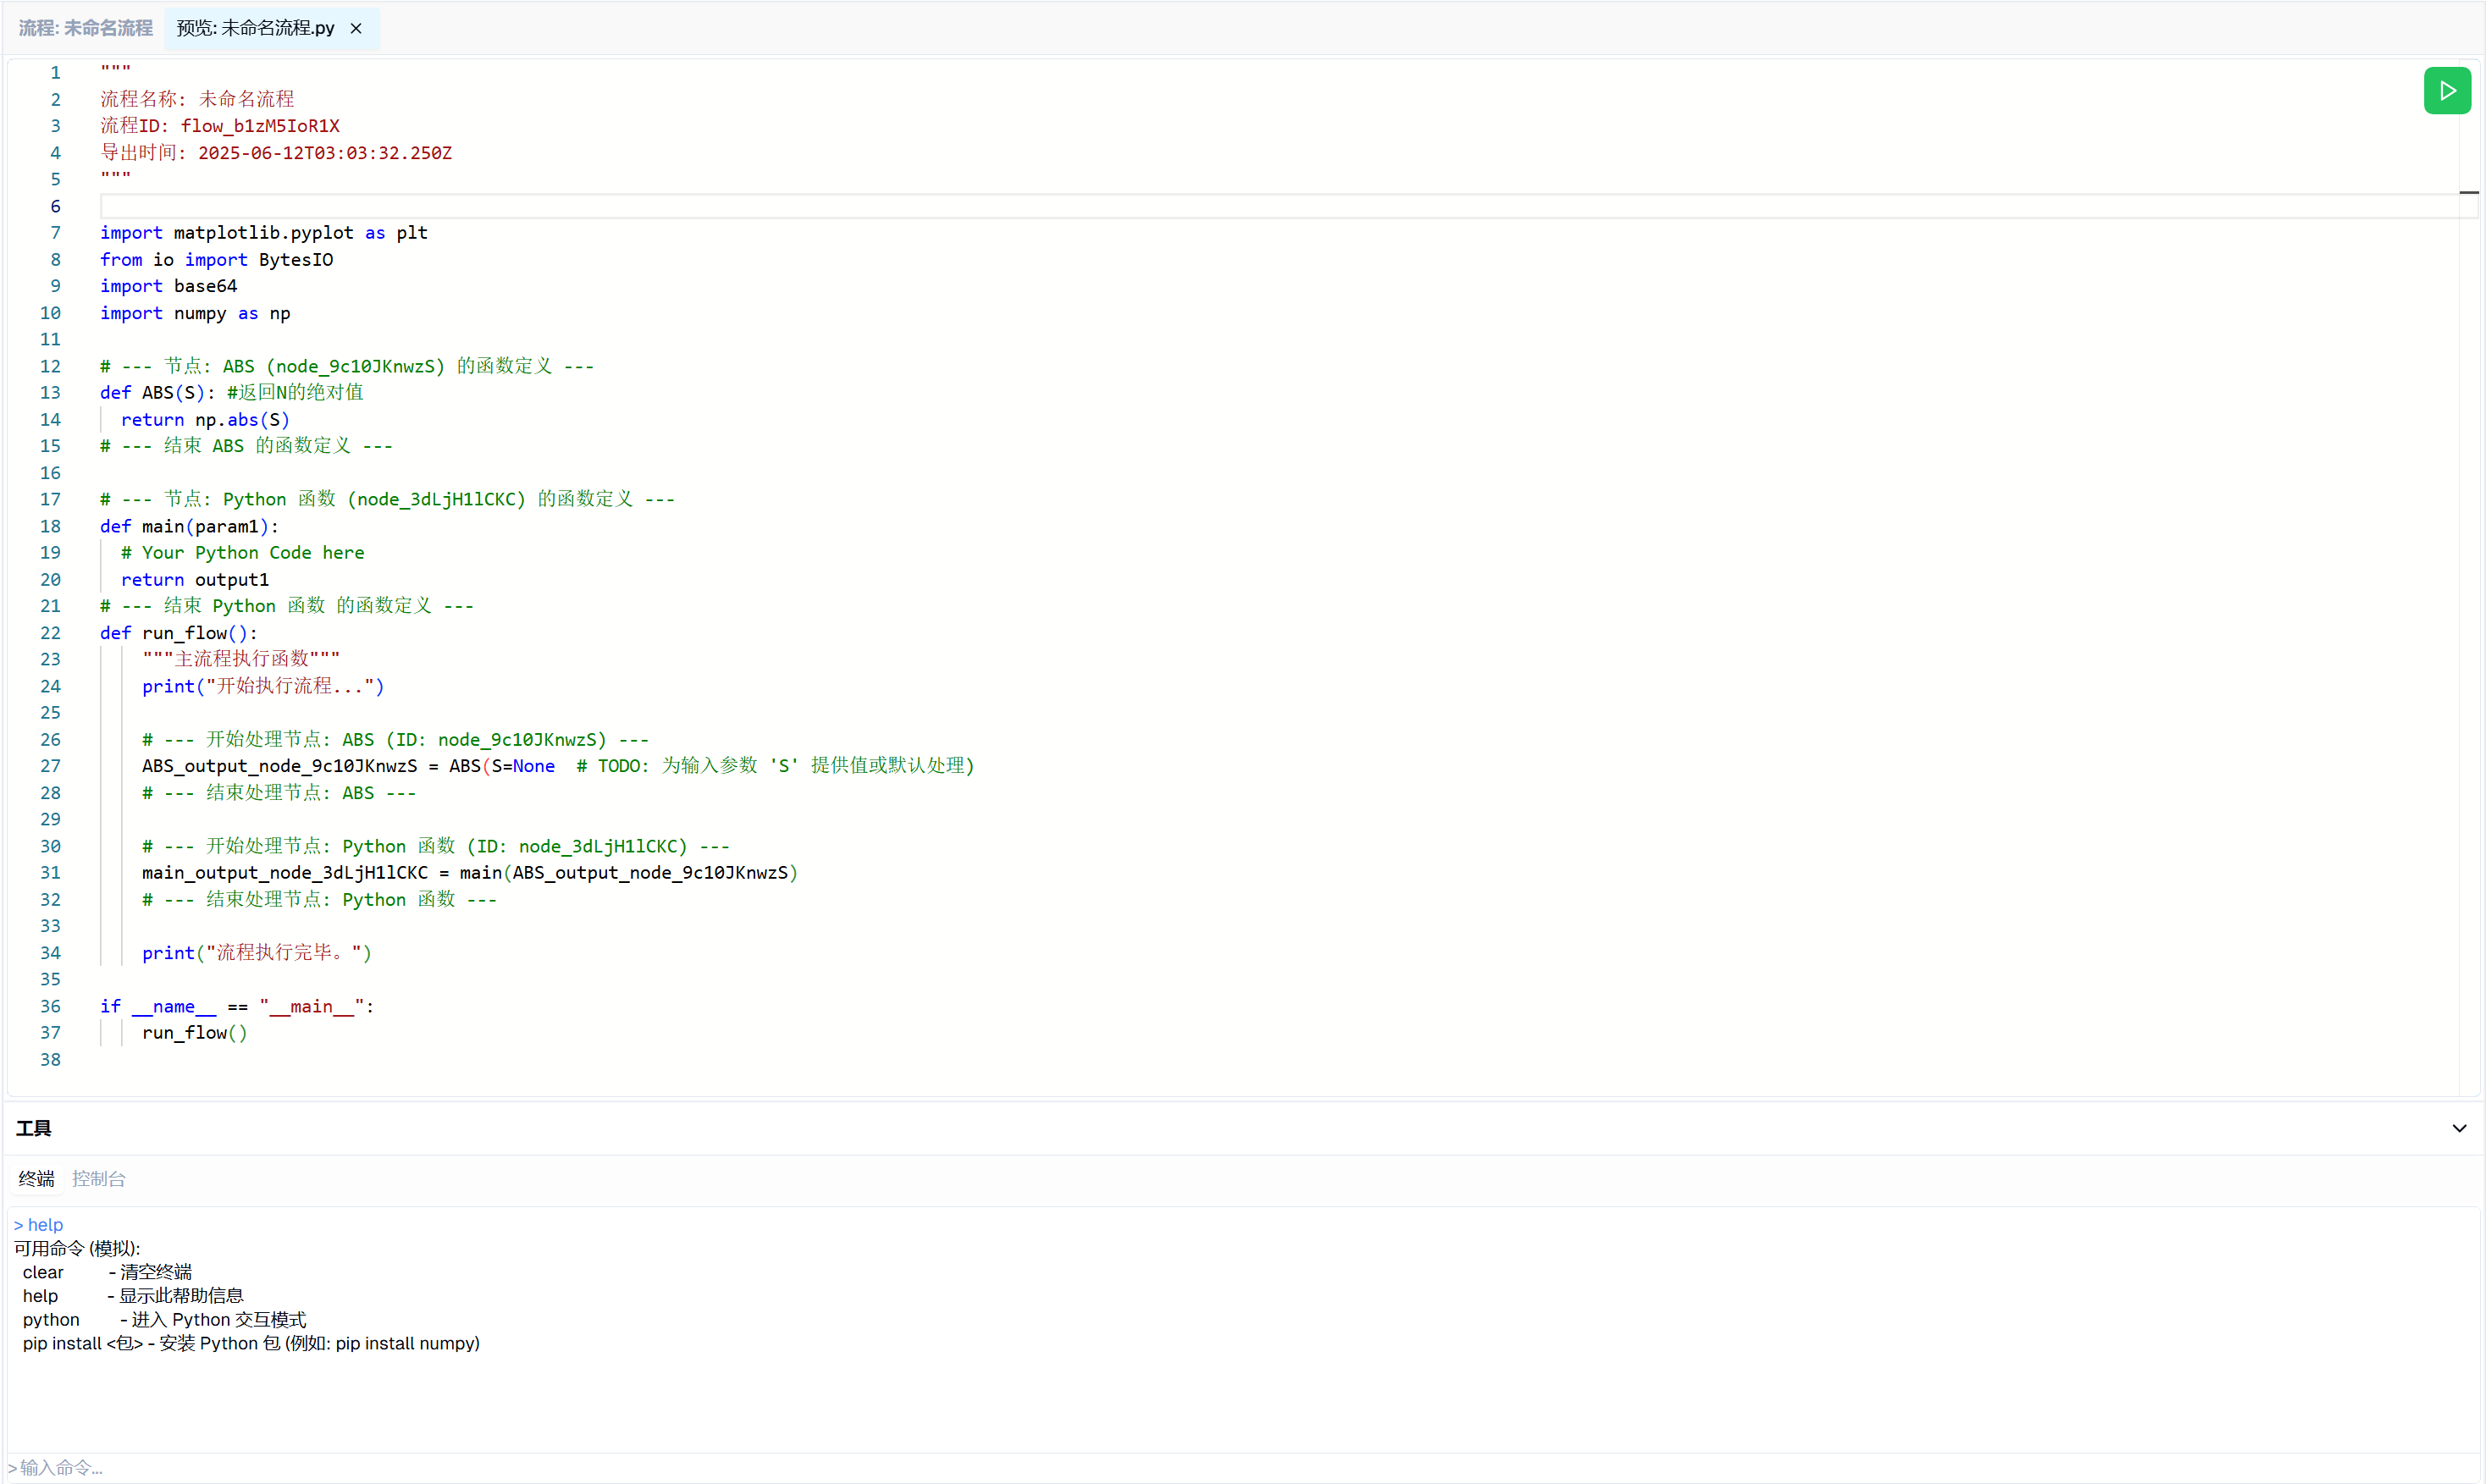 流程: 未命名流程
预览: 未命名流程.py ×
1 """
2 流程名称: 未命名流程
3 流程ID: flow_b1zM5IoR1X
4 导出时间: 2025-06-12T03:03:32.250Z
5 """
6
7 import matplotlib.pyplot as plt
8 from io import BytesIO
9 import base64
10 import numpy as np
11
12 # --- 节点: ABS (node_9c10JKnwzS) 的函数定义 ---
13 def ABS(S): #返回N的绝对值
14   return np.abs(S)
15 # --- 结束 ABS 的函数定义 ---
16
17 # --- 节点: Python 函数 (node_3dLjH1lCKC) 的函数定义 ---
18 def main(param1):
19   # Your Python Code here
20   return output1
21 # --- 结束 Python 函数 的函数定义 ---
22 def run_flow():
23     """主流程执行函数"""
24     print("开始执行流程...")
25
26     # --- 开始处理节点: ABS (ID: node_9c10JKnwzS) ---
27     ABS_output_node_9c10JKnwzS = ABS(S=None  # TODO: 为输入参数 'S' 提供值或默认处理)
28     # --- 结束处理节点: ABS ---
29
30     # --- 开始处理节点: Python 函数 (ID: node_3dLjH1lCKC) ---
31     main_output_node_3dLjH1lCKC = main(ABS_output_node_9c10JKnwzS)
32     # --- 结束处理节点: Python 函数 ---
33
34     print("流程执行完毕。")
35
36 if __name__ == "__main__":
37     run_flow()
38
工具
终端 控制台
> help
可用命令 (模拟):
clear - 清空终端
help - 显示此帮助信息
python - 进入 Python 交互模式
pip install <包> - 安装 Python 包 (例如: pip install numpy)
> 输入命令...